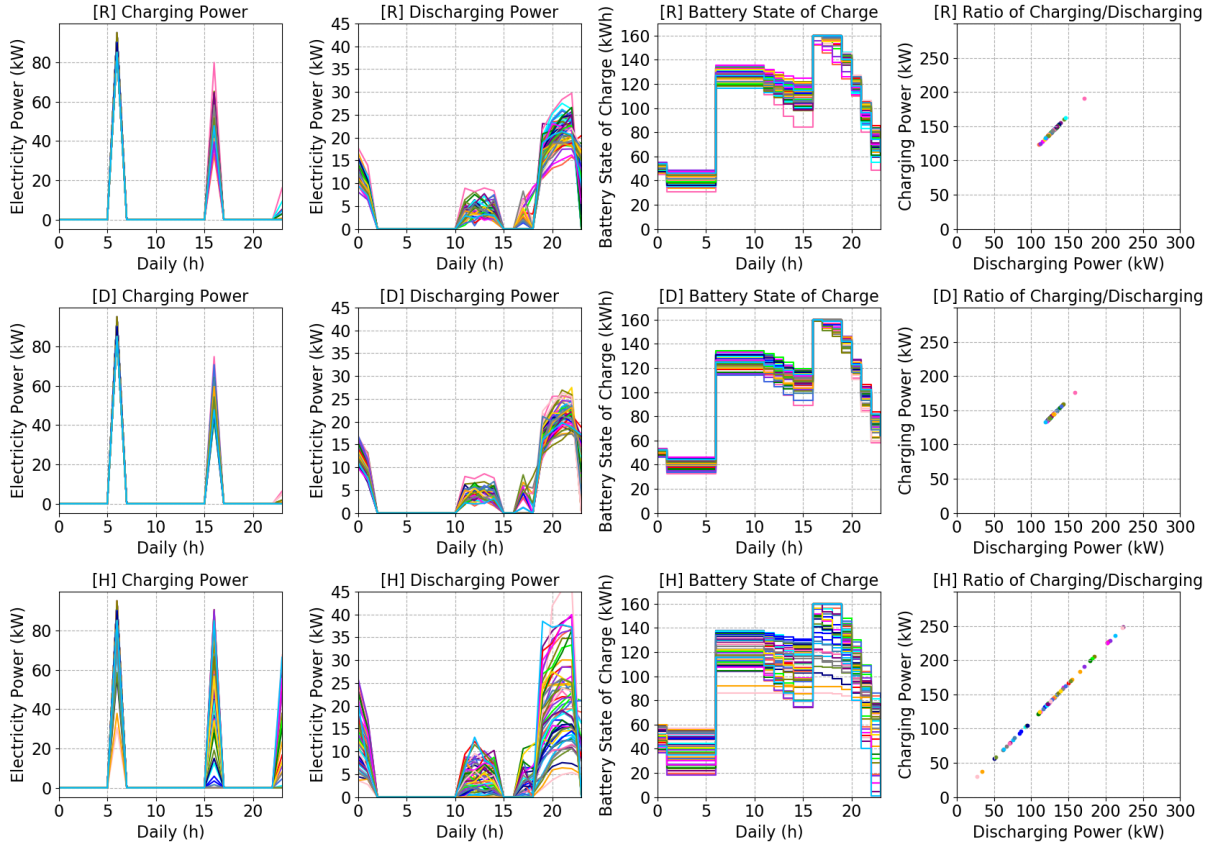 [R] Charging Power
[R] Discharging Power
[R] Battery State of Charge
[R] Ratio of Charging/Discharging
Electricity Power (kW)
80
60
40
20
0
0 5 10 15 20
Daily (h)
Electricity Power (kW)
45
40
35
30
25
20
15
10
5
0
0 5 10 15 20
Daily (h)
Battery State of Charge (kWh)
160
140
120
100
80
60
40
20
0
0 5 10 15 20
Daily (h)
Charging Power (kW)
250
200
150
100
50
0
0 50 100 150 200 250 300
Discharging Power (kW)
[D] Charging Power
[D] Discharging Power
[D] Battery State of Charge
[D] Ratio of Charging/Discharging
Electricity Power (kW)
80
60
40
20
0
0 5 10 15 20
Daily (h)
Electricity Power (kW)
45
40
35
30
25
20
15
10
5
0
0 5 10 15 20
Daily (h)
Battery State of Charge (kWh)
160
140
120
100
80
60
40
20
0
0 5 10 15 20
Daily (h)
Charging Power (kW)
300
250
200
150
100
50
0
0 50 100 150 200 250 300
Discharging Power (kW)
[H] Charging Power
[H] Discharging Power
[H] Battery State of Charge
[H] Ratio of Charging/Discharging
Electricity Power (kW)
80
60
40
20
0
0 5 10 15 20
Daily (h)
Electricity Power (kW)
45
40
35
30
25
20
15
10
5
0
0 5 10 15 20
Daily (h)
Battery State of Charge (kWh)
160
140
120
100
80
60
40
20
0
0 5 10 15 20
Daily (h)
Charging Power (kW)
300
250
200
150
100
50
0
0 50 100 150 200 250 300
Discharging Power (kW)